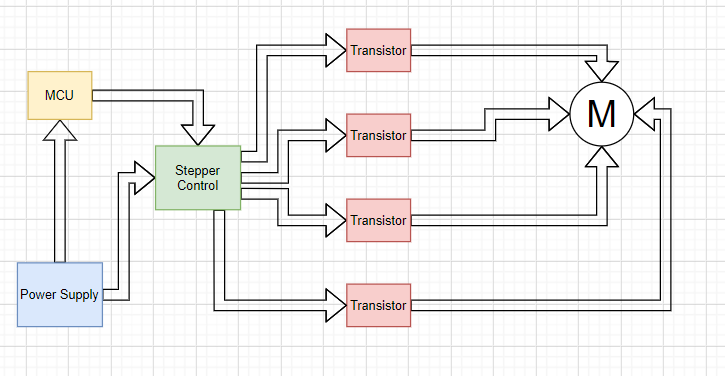 Transistor
MCU
Transistor
M
Stepper
Control
Transistor
Power Supply
Transistor